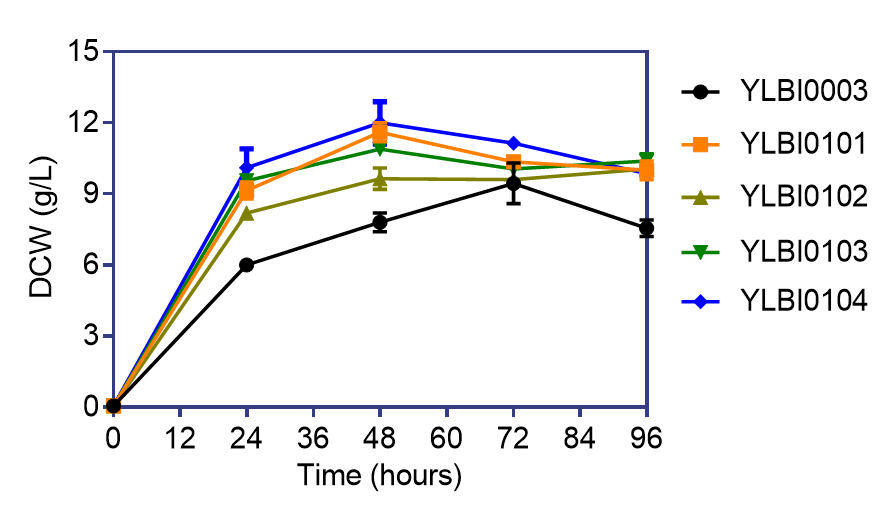 15
12
9
6
3
0
DCW (g/L)
0 12 24 36 48 60 72 84 96
Time (hours)
YLBI0003
YLBI0101
YLBI0102
YLBI0103
YLBI0104